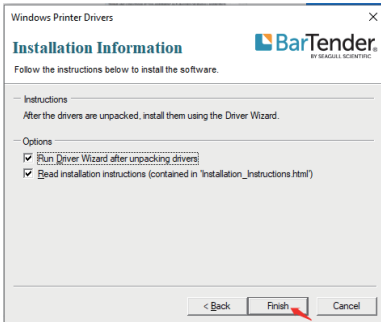 Windows Printer Drivers
Installation Information
BarTender
BY SEAGULL SCIENTIFIC
Follow the instructions below to install the software.
Instructions
After the drivers are unpacked, install them using the Driver Wizard.
Options
Run Driver Wizard after unpacking drivers
Read installation instructions (contained in 'Installation_Instructions.html')
< Back
Finish
Cancel